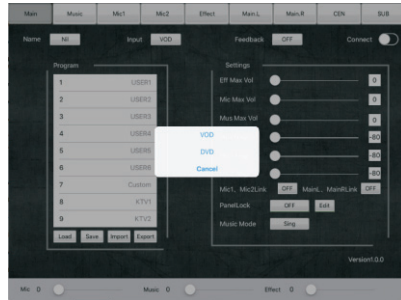 Main Music Mic1 Mic2 Effect Main.L Main.R CEN SUB
Name Nil Input VOD Feedback OFF Connect
Program Settings
1 USER1
2 USER2
3 USER3
4 USER4
5 USER5
6 USER6
7 Custom
8 KTV1
9 KTV2
Load Save Import Export
Eff Max Vol 0
Mic Max Vol 0
Mus Max Vol 0
-80
-80
-80
VOD
DVD
Cancel
Mic1、Mic2Link OFF MainL、MainRLink OFF
PanelLock OFF Edit
Music Mode Sing
Version1.0.0
Mic 0 Music 0 Effect 0